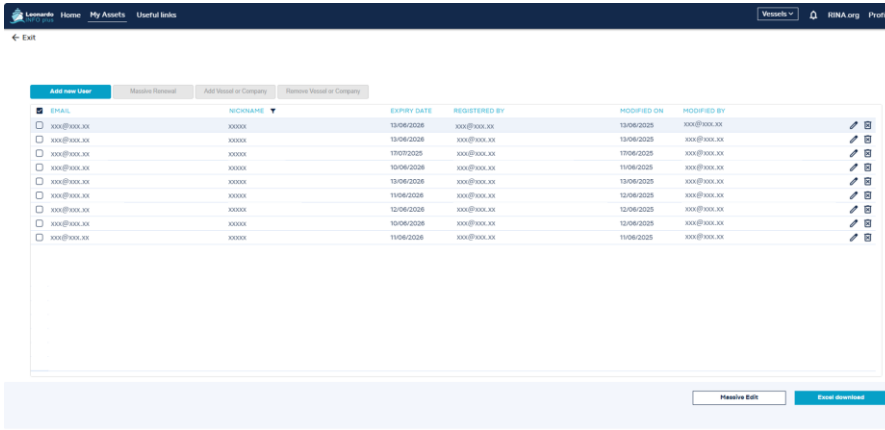 Leonardo INFO plus Home My Assets Useful links Vessels RINA.org Profi
← Exit
Add new User Massive Renewal Add Vessel or Company Remove Vessel or Company
EMAIL NICKNAME EXPIRY DATE REGISTERED BY MODIFIED ON MODIFIED BY
xxx@xxx.xx xxxxx 13/06/2026 xxx@xxx.xx 13/06/2025 xxx@xxx.xx
xxx@xxx.xx xxxxx 13/06/2026 xxx@xxx.xx 13/06/2025 xxx@xxx.xx
xxx@xxx.xx xxxxx 17/07/2025 xxx@xxx.xx 17/06/2025 xxx@xxx.xx
xxx@xxx.xx xxxxx 10/06/2026 xxx@xxx.xx 11/06/2025 xxx@xxx.xx
xxx@xxx.xx xxxxx 13/06/2026 xxx@xxx.xx 13/06/2025 xxx@xxx.xx
xxx@xxx.xx xxxxx 11/06/2026 xxx@xxx.xx 12/06/2025 xxx@xxx.xx
xxx@xxx.xx xxxxx 12/06/2026 xxx@xxx.xx 12/06/2025 xxx@xxx.xx
xxx@xxx.xx xxxxx 10/06/2026 xxx@xxx.xx 12/06/2025 xxx@xxx.xx
xxx@xxx.xx xxxxx 11/06/2026 xxx@xxx.xx 11/06/2025 xxx@xxx.xx
Massive Edit Excel download